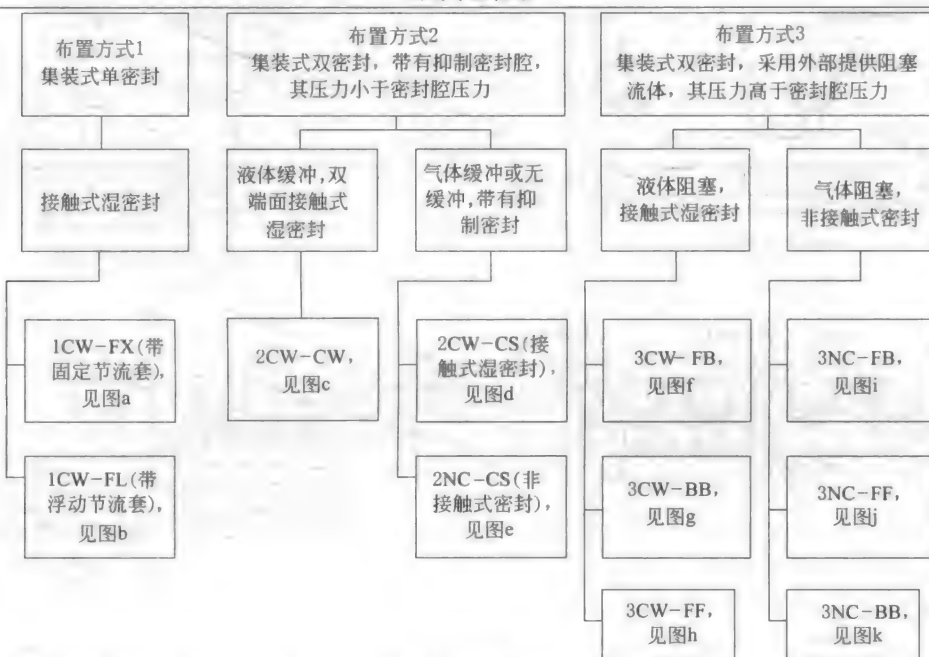 布置方式1
集装式单密封
布置方式2
集装式双密封，带有抑制密封腔，
其压力小于密封腔压力
布置方式3
集装式双密封，采用外部提供阻塞
流体，其压力高于密封腔压力
接触式湿密封
液体缓冲，双
端面接触式
湿密封
气体缓冲或无
缓冲，带有抑
制密封
液体阻塞，
接触式湿密封
气体阻塞，
非接触式密封
1CW-FX(带
固定节流套)，
见图a
2CW-CW，
见图c
2CW-CS(接
触式湿密封)，
见图d
3CW-FB，
见图f
3NC-FB，
见图i
1CW-FL(带
浮动节流套)，
见图b
2NC-CS(非
接触式密封)，
见图e
3CW-BB，
见图g
3NC-FF，
见图j
3CW-FF，
见图h
3NC-BB，
见图k